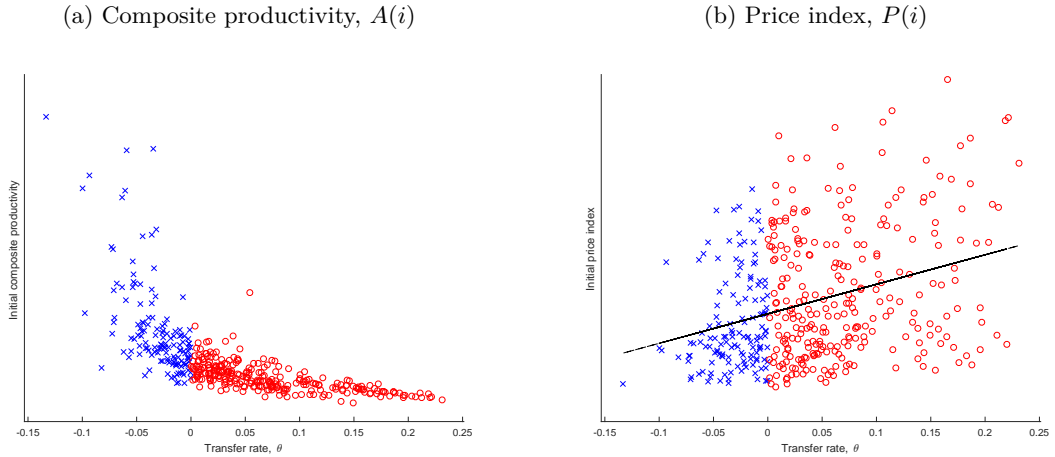 (a) Composite productivity, A(i)
Initial composite productivity
-0.15 -0.1 -0.05 0 0.05 0.1 0.15 0.2 0.25
Transfer rate, θ
(b) Price index, P(i)
Initial price index
-0.15 -0.1 -0.05 0 0.05 0.1 0.15 0.2 0.25
Transfer rate, θ